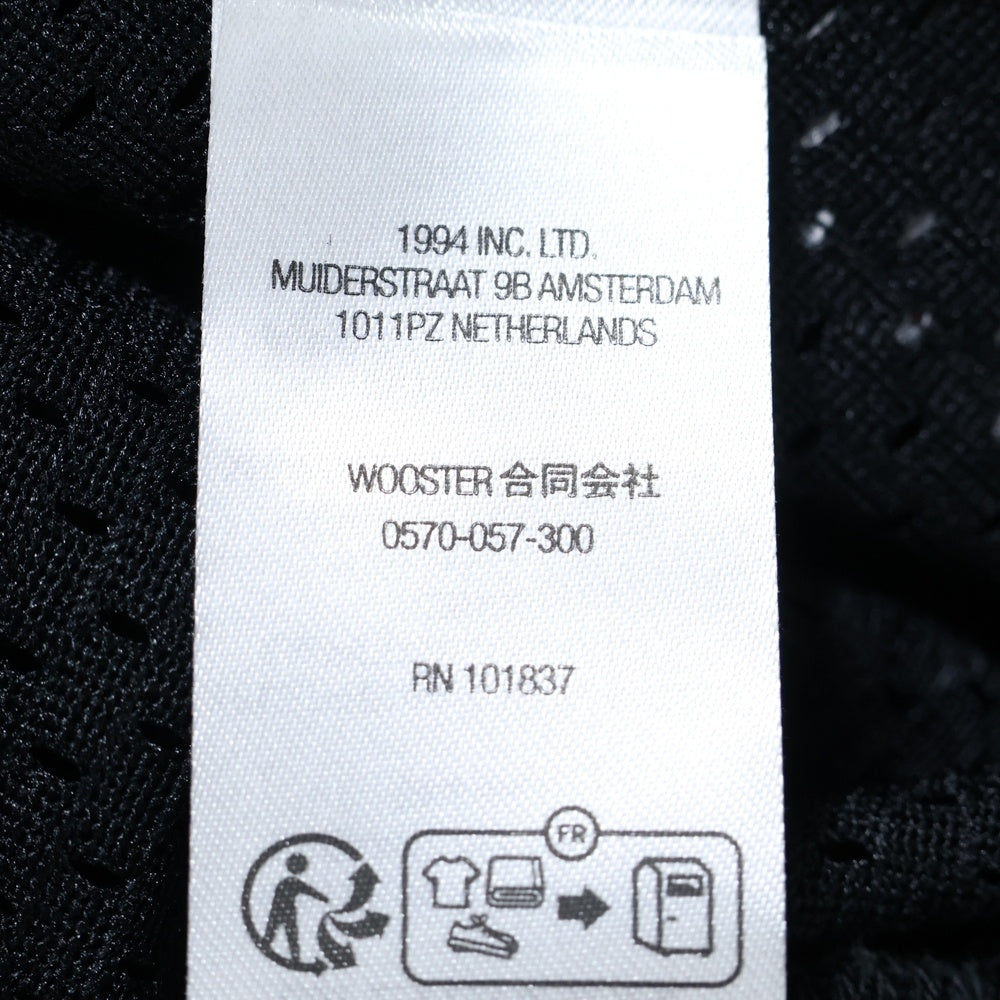 1994 INC. LTD.
MUIDERSTRAAT 9B AMSTERDAM
1011PZ NETHERLANDS
WOOSTER 合同会社
0570-057-300
RN 101837
FR